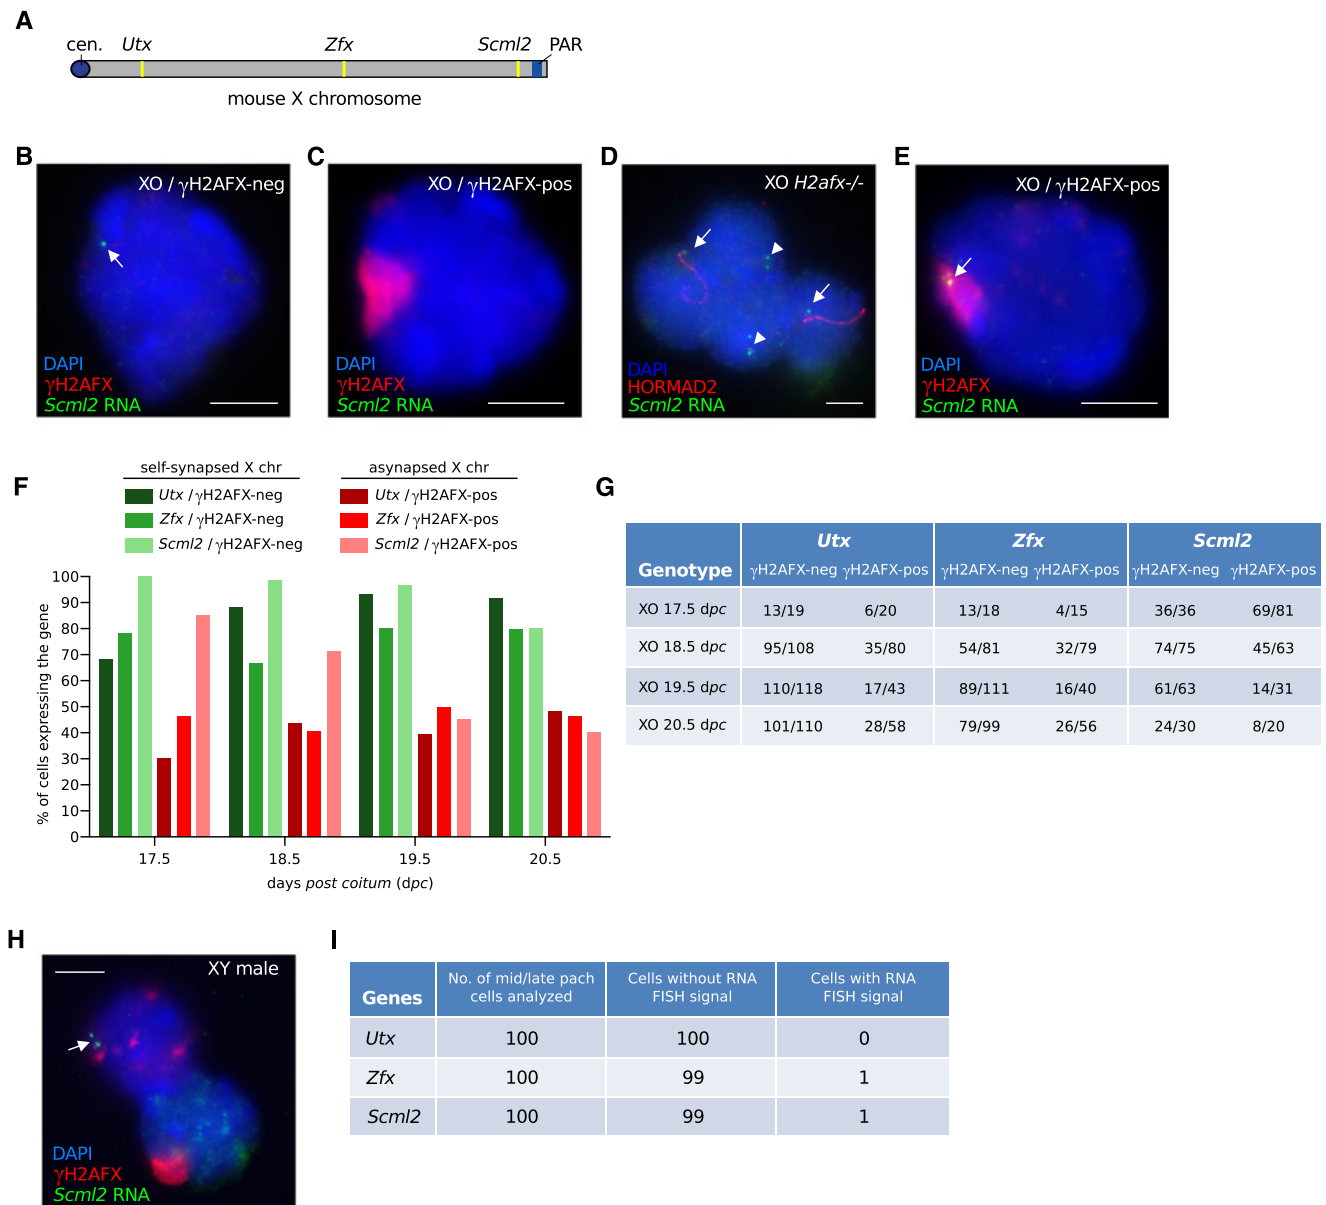 A
cen. Utx Zfx Scml2 PAR
mouse X chromosome
B
XO / γH2AFX-neg
DAPI
γH2AFX
Scml2 RNA
C
XO / γH2AFX-pos
DAPI
γH2AFX
Scml2 RNA
D
XO H2afx-/-
DAPI
HORMAD2
Scml2 RNA
E
XO / γH2AFX-pos
DAPI
γH2AFX
Scml2 RNA
F
self-synapsed X chr
Utx / γH2AFX-neg
Zfx / γH2AFX-neg
Scml2 / γH2AFX-neg
asynapsed X chr
Utx / γH2AFX-pos
Zfx / γH2AFX-pos
Scml2 / γH2AFX-pos
% of cells expressing the gene
100
90
80
70
60
50
40
30
20
10
0
17.5 18.5 19.5 20.5
days post coitum (dpc)
G
Utx Zfx Scml2
Genotype γH2AFX-neg γH2AFX-pos γH2AFX-neg γH2AFX-pos γH2AFX-neg γH2AFX-pos
XO 17.5 dpc 13/19 6/20 13/18 4/15 36/36 69/81
XO 18.5 dpc 95/108 35/80 54/81 32/79 74/75 45/63
XO 19.5 dpc 110/118 17/43 89/111 16/40 61/63 14/31
XO 20.5 dpc 101/110 28/58 79/99 26/56 24/30 8/20
H
XY male
DAPI
γH2AFX
Scml2 RNA
I
Genes No. of mid/late pach cells analyzed Cells without RNA FISH signal Cells with RNA FISH signal
Utx 100 100 0
Zfx 100 99 1
Scml2 100 99 1